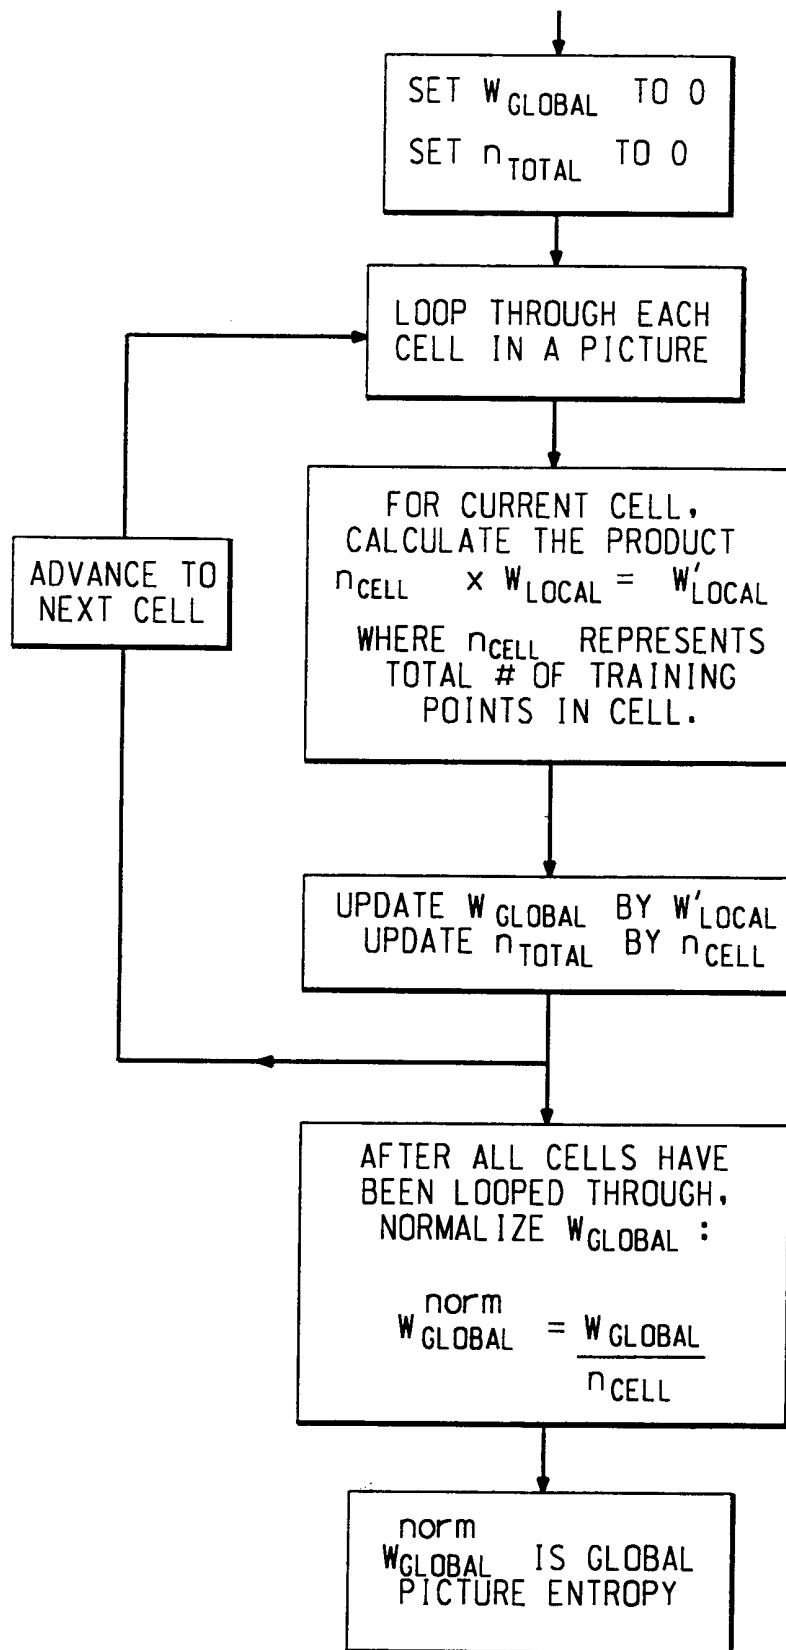 SET W GLOBAL TO 0
SET n TOTAL TO 0
LOOP THROUGH EACH
CELL IN A PICTURE
FOR CURRENT CELL,
CALCULATE THE PRODUCT
n CELL x W LOCAL = W' LOCAL
WHERE n CELL REPRESENTS
TOTAL # OF TRAINING
POINTS IN CELL.
ADVANCE TO
NEXT CELL
UPDATE W GLOBAL BY W' LOCAL
UPDATE n TOTAL BY n CELL
AFTER ALL CELLS HAVE
BEEN LOOPED THROUGH,
NORMALIZE W GLOBAL :
norm
W GLOBAL = W GLOBAL
n CELL
norm
W GLOBAL IS GLOBAL
PICTURE ENTROPY